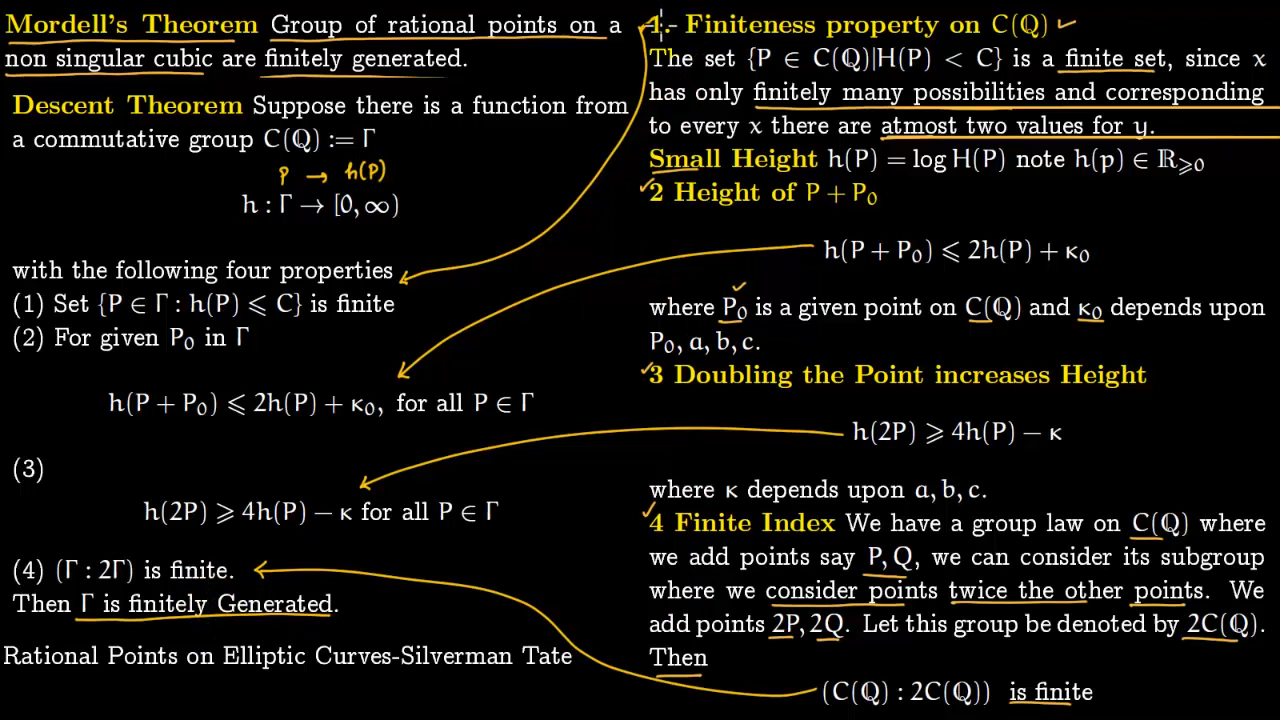 Mordell's Theorem Group of rational points on a
non singular cubic are finitely generated.
Descent Theorem Suppose there is a function from
a commutative group C(ℚ) := Γ
P → h(P)
h : Γ → [0, ∞)
with the following four properties
(1) Set {P ∈ Γ : h(P) ⩽ C} is finite
(2) For given P₀ in Γ
h(P + P₀) ⩽ 2h(P) + κ₀, for all P ∈ Γ
(3)
h(2P) ⩾ 4h(P) − κ for all P ∈ Γ
(4) (Γ : 2Γ) is finite.
Then Γ is finitely Generated.
Rational Points on Elliptic Curves-Silverman Tate
1.- Finiteness property on C(ℚ)
The set {P ∈ C(ℚ)|H(P) < C} is a finite set, since x
has only finitely many possibilities and corresponding
to every x there are atmost two values for y.
Small Height h(P) = log H(P) note h(p) ∈ ℝ⩾0
2 Height of P + P₀
h(P + P₀) ⩽ 2h(P) + κ₀
where P₀ is a given point on C(ℚ) and κ₀ depends upon
P₀, a, b, c.
3 Doubling the Point increases Height
h(2P) ⩾ 4h(P) − κ
where κ depends upon a, b, c.
4 Finite Index We have a group law on C(ℚ) where
we add points say P, Q, we can consider its subgroup
where we consider points twice the other points. We
add points 2P, 2Q. Let this group be denoted by 2C(ℚ).
Then
(C(ℚ) : 2C(ℚ)) is finite